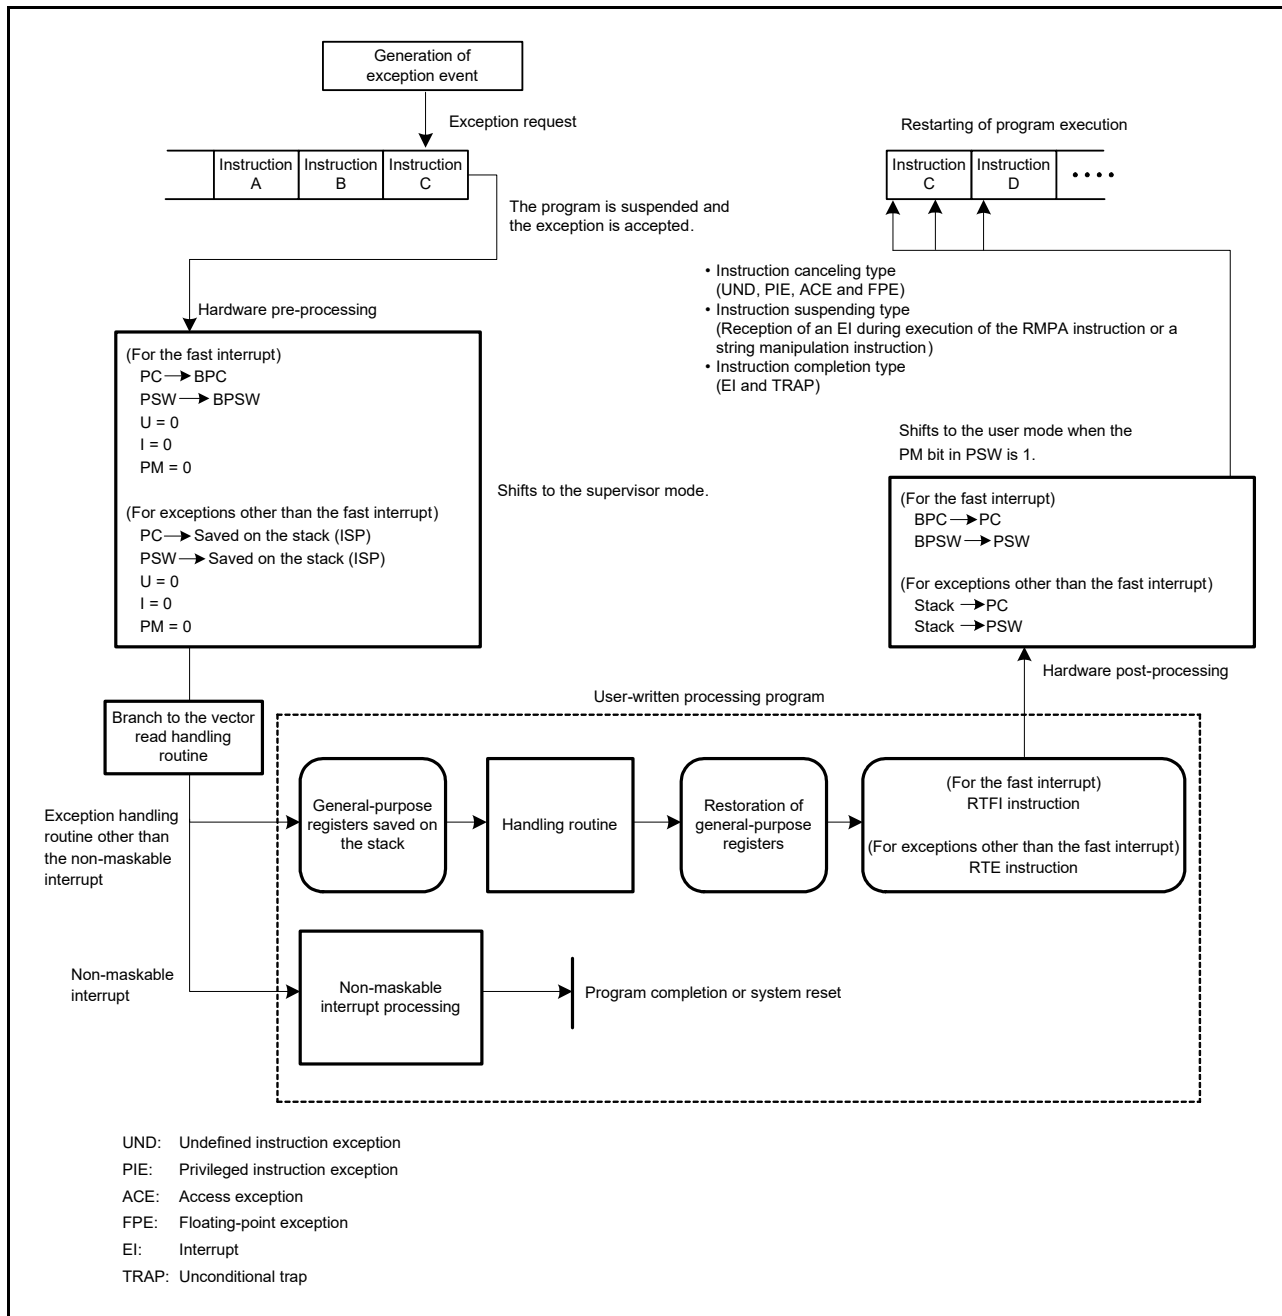 Generation of
exception event
Exception request
Restarting of program execution
Instruction
A
Instruction
B
Instruction
C
Instruction
C
Instruction
D
• • • •
The program is suspended and
the exception is accepted.
• Instruction canceling type
(UND, PIE, ACE and FPE)
• Instruction suspending type
(Reception of an EI during execution of the RMPA instruction or a
string manipulation instruction)
• Instruction completion type
(EI and TRAP)
Hardware pre-processing
(For the fast interrupt)
PC → BPC
PSW → BPSW
U = 0
I = 0
PM = 0
(For exceptions other than the fast interrupt)
PC → Saved on the stack (ISP)
PSW → Saved on the stack (ISP)
U = 0
I = 0
PM = 0
Shifts to the supervisor mode.
Shifts to the user mode when the
PM bit in PSW is 1.
(For the fast interrupt)
BPC → PC
BPSW → PSW
(For exceptions other than the fast interrupt)
Stack → PC
Stack → PSW
Hardware post-processing
User-written processing program
Branch to the vector
read handling
routine
Exception handling
routine other than
the non-maskable
interrupt
General-purpose
registers saved on
the stack
Handling routine
Restoration of
general-purpose
registers
(For the fast interrupt)
RTFI instruction
(For exceptions other than the fast interrupt)
RTE instruction
Non-maskable
interrupt
Non-maskable
interrupt processing
Program completion or system reset
UND: Undefined instruction exception
PIE: Privileged instruction exception
ACE: Access exception
FPE: Floating-point exception
EI: Interrupt
TRAP: Unconditional trap